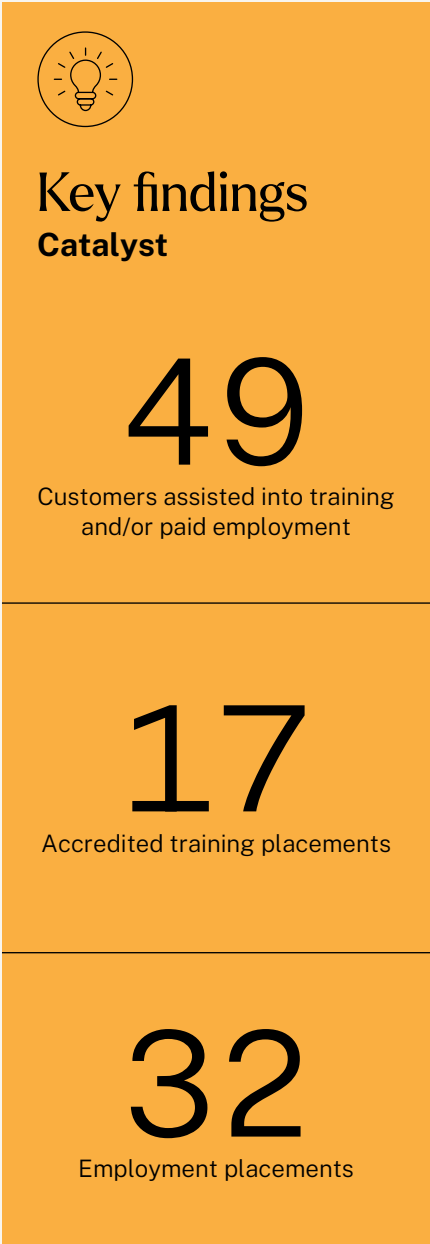 Key findings
Catalyst
49
Customers assisted into training
and/or paid employment
17
Accredited training placements
32
Employment placements